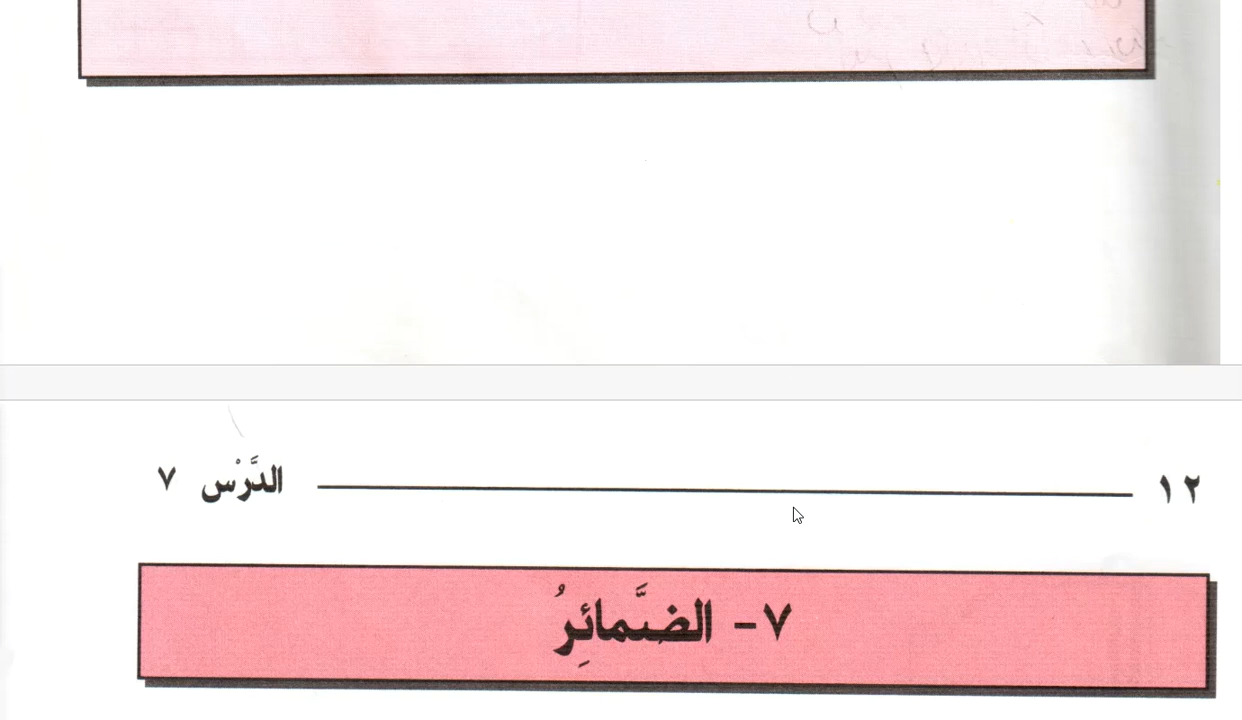 ١٢ الدَّرْس ٧
٧- الضَّمائِرُ